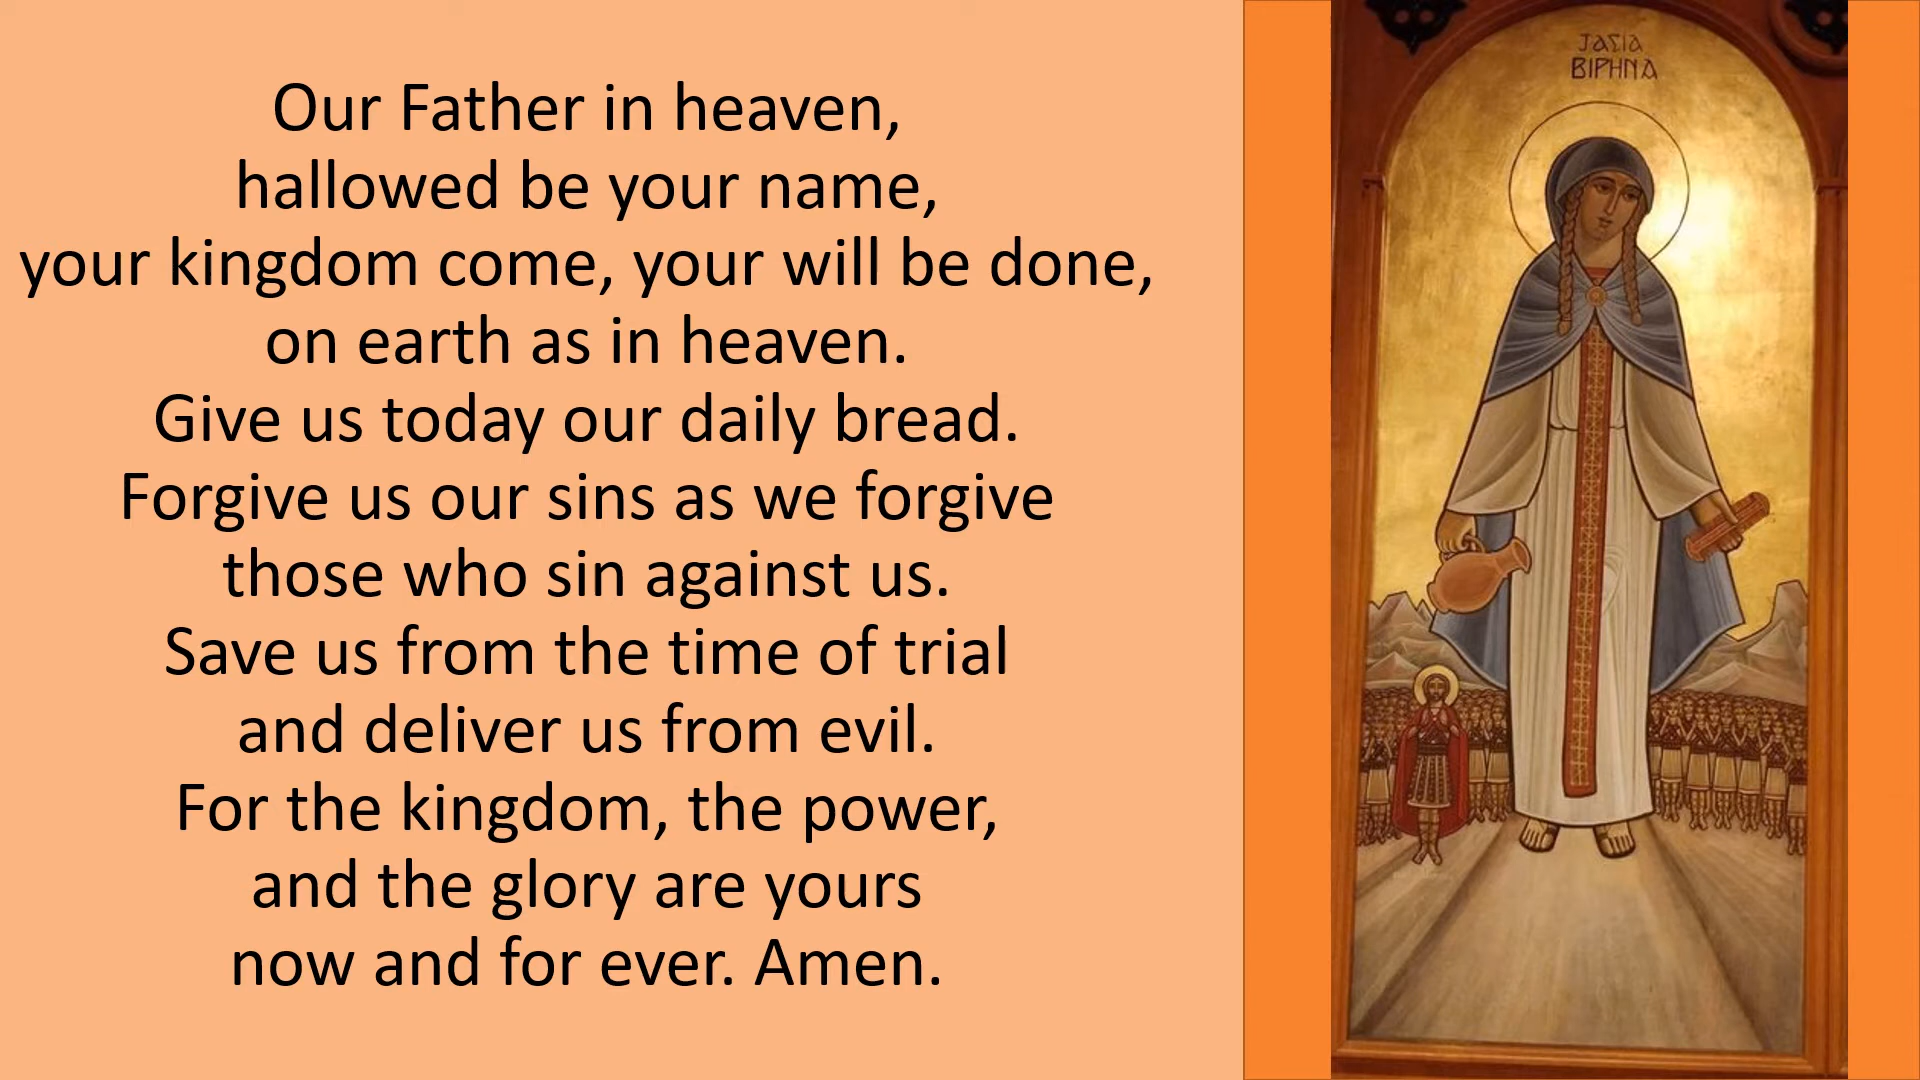 Our Father in heaven,
hallowed be your name,
your kingdom come, your will be done,
on earth as in heaven.
Give us today our daily bread.
Forgive us our sins as we forgive
those who sin against us.
Save us from the time of trial
and deliver us from evil.
For the kingdom, the power,
and the glory are yours
now and for ever. Amen.
ϮⲀⲤⲒⲀ
ⲂⲒⲢⲎⲚⲀ